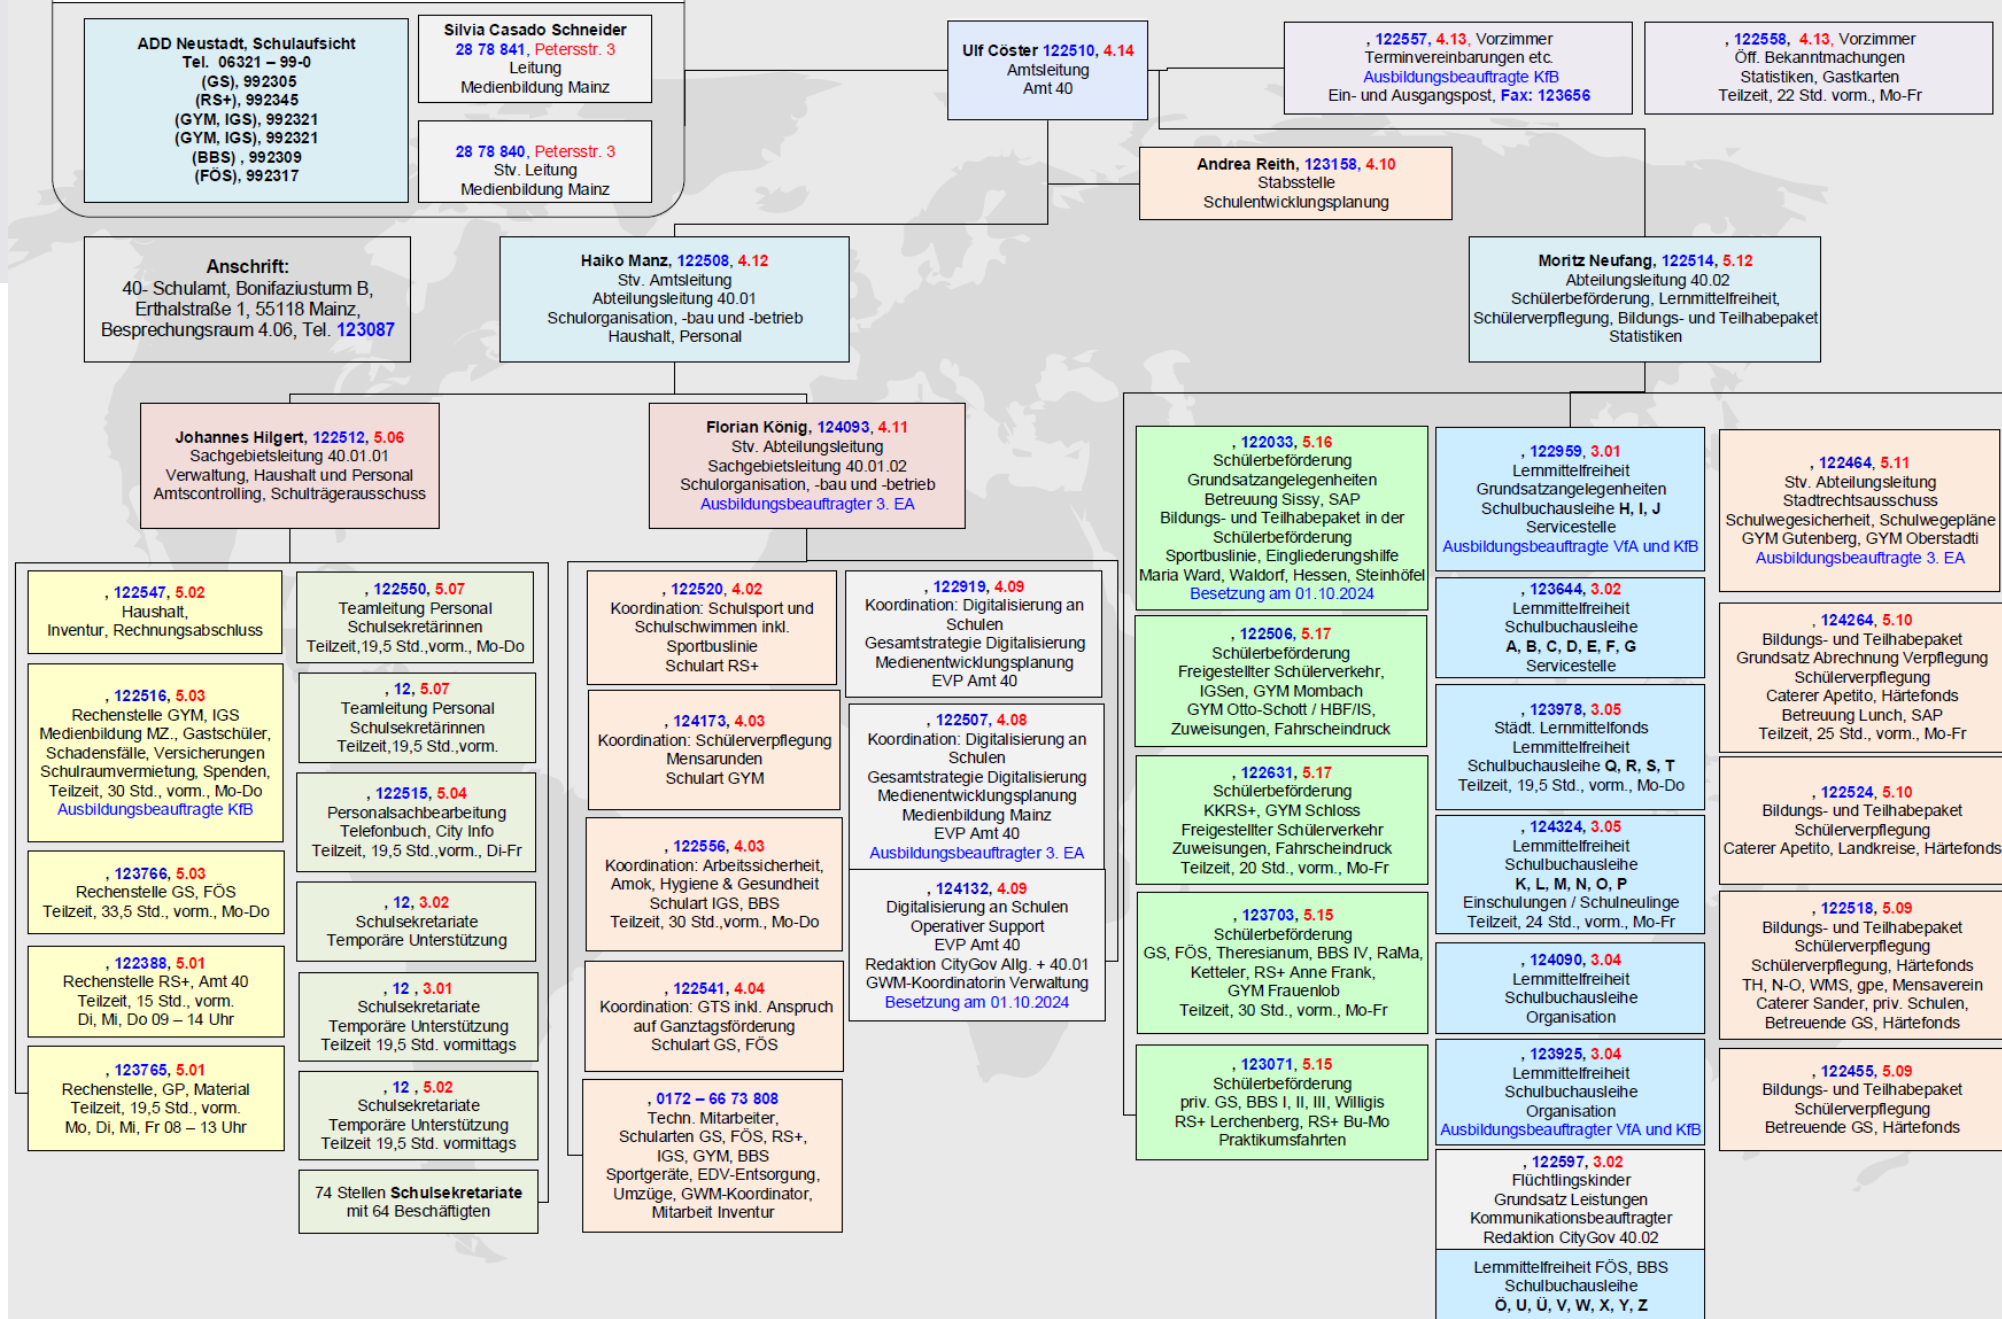 ADD Neustadt, Schulaufsicht
Tel. 06321 – 99-0
(GS), 992305
(RS+), 992345
(GYM, IGS), 992321
(GYM, IGS), 992321
(BBS) , 992309
(FÖS), 992317
Silvia Casado Schneider
28 78 841, Petersstr. 3
Leitung
Medienbildung Mainz
28 78 840, Petersstr. 3
Stv. Leitung
Medienbildung Mainz
Ulf Cöster 122510, 4.14
Amtsleitung
Amt 40
, 122557, 4.13, Vorzimmer
Terminvereinbarungen etc.
Ausbildungsbeauftragte KfB
Ein- und Ausgangspost, Fax: 123656
, 122558, 4.13, Vorzimmer
Öff. Bekanntmachungen
Statistiken, Gastkarten
Teilzeit, 22 Std. vorm., Mo-Fr
Andrea Reith, 123158, 4.10
Stabsstelle
Schulentwicklungsplanung
Anschrift:
40- Schulamt, Bonifaziusturm B,
Erthalstraße 1, 55118 Mainz,
Besprechungsraum 4.06, Tel. 123087
Haiko Manz, 122508, 4.12
Stv. Amtsleitung
Abteilungsleitung 40.01
Schulorganisation, -bau und -betrieb
Haushalt, Personal
Moritz Neufang, 122514, 5.12
Abteilungsleitung 40.02
Schülerbeförderung, Lernmittelfreiheit,
Schülerverpflegung, Bildungs- und Teilhabepaket
Statistiken
Johannes Hilgert, 122512, 5.06
Sachgebietsleitung 40.01.01
Verwaltung, Haushalt und Personal
Amtscontrolling, Schulträgerausschuss
Florian König, 124093, 4.11
Stv. Abteilungsleitung
Sachgebietsleitung 40.01.02
Schulorganisation, -bau und -betrieb
Ausbildungsbeauftragter 3. EA
, 122547, 5.02
Haushalt,
Inventur, Rechnungsabschluss
, 122516, 5.03
Rechenstelle GYM, IGS
Medienbildung MZ., Gastschüler,
Schadensfälle, Versicherungen
Schulraumvermietung, Spenden,
Teilzeit, 30 Std., vorm., Mo-Do
Ausbildungsbeauftragte KfB
, 123766, 5.03
Rechenstelle GS, FÖS
Teilzeit, 33,5 Std., vorm., Mo-Do
, 122388, 5.01
Rechenstelle RS+, Amt 40
Teilzeit, 15 Std., vorm.
Di, Mi, Do 09 – 14 Uhr
, 123765, 5.01
Rechenstelle, GP, Material
Teilzeit, 19,5 Std., vorm.
Mo, Di, Mi, Fr 08 – 13 Uhr
, 122550, 5.07
Teamleitung Personal
Schulsekretärinnen
Teilzeit,19,5 Std.,vorm., Mo-Do
, 12, 5.07
Teamleitung Personal
Schulsekretärinnen
Teilzeit,19,5 Std.,vorm.
, 122515, 5.04
Personalsachbearbeitung
Telefonbuch, City Info
Teilzeit, 19,5 Std.,vorm., Di-Fr
, 12, 3.02
Schulsekretariate
Temporäre Unterstützung
, 12 , 3.01
Schulsekretariate
Temporäre Unterstützung
Teilzeit 19,5 Std. vormittags
, 12 , 5.02
Schulsekretariate
Temporäre Unterstützung
Teilzeit 19,5 Std. vormittags
74 Stellen Schulsekretariate
mit 64 Beschäftigten
, 122520, 4.02
Koordination: Schulsport und
Schulschwimmen inkl.
Sportbuslinie
Schulart RS+
, 124173, 4.03
Koordination: Schülerverpflegung
Mensarunden
Schulart GYM
, 122556, 4.03
Koordination: Arbeitssicherheit,
Amok, Hygiene & Gesundheit
Schulart IGS, BBS
Teilzeit, 30 Std.,vorm., Mo-Do
, 122541, 4.04
Koordination: GTS inkl. Anspruch
auf Ganztagsförderung
Schulart GS, FÖS
, 0172 – 66 73 808
Techn. Mitarbeiter,
Schularten GS, FÖS, RS+,
IGS, GYM, BBS
Sportgeräte, EDV-Entsorgung,
Umzüge, GWM-Koordinator,
Mitarbeit Inventur
, 122919, 4.09
Koordination: Digitalisierung an
Schulen
Gesamtstrategie Digitalisierung
Medienentwicklungsplanung
EVP Amt 40
, 122507, 4.08
Koordination: Digitalisierung an
Schulen
Gesamtstrategie Digitalisierung
Medienentwicklungsplanung
Medienbildung Mainz
EVP Amt 40
Ausbildungsbeauftragter 3. EA
, 124132, 4.09
Digitalisierung an Schulen
Operativer Support
EVP Amt 40
Redaktion CityGov Allg. + 40.01
GWM-Koordinatorin Verwaltung
Besetzung am 01.10.2024
, 122033, 5.16
Schülerbeförderung
Grundsatzangelegenheiten
Betreuung Sissy, SAP
Bildungs- und Teilhabepaket in der
Schülerbeförderung
Sportbuslinie, Eingliederungshilfe
Maria Ward, Waldorf, Hessen, Steinhöfel
Besetzung am 01.10.2024
, 122506, 5.17
Schülerbeförderung
Freigestellter Schülerverkehr,
IGSen, GYM Mombach
GYM Otto-Schott / HBF/IS,
Zuweisungen, Fahrscheindruck
, 122631, 5.17
Schülerbeförderung
KKRS+, GYM Schloss
Freigestellter Schülerverkehr
Zuweisungen, Fahrscheindruck
Teilzeit, 20 Std., vorm., Mo-Fr
, 123703, 5.15
Schülerbeförderung
GS, FÖS, Theresianum, BBS IV, RaMa,
Ketteler, RS+ Anne Frank,
GYM Frauenlob
Teilzeit, 30 Std., vorm., Mo-Fr
, 123071, 5.15
Schülerbeförderung
priv. GS, BBS I, II, III, Willigis
RS+ Lerchenberg, RS+ Bu-Mo
Praktikumsfahrten
, 122959, 3.01
Lernmittelfreiheit
Grundsatzangelegenheiten
Schulbuchausleihe H, I, J
Servicestelle
Ausbildungsbeauftragte VfA und KfB
, 123644, 3.02
Lernmittelfreiheit
Schulbuchausleihe
A, B, C, D, E, F, G
Servicestelle
, 123978, 3.05
Städt. Lernmittelfonds
Lernmittelfreiheit
Schulbuchausleihe Q, R, S, T
Teilzeit, 19,5 Std., vorm., Mo-Do
, 124324, 3.05
Lernmittelfreiheit
Schulbuchausleihe
K, L, M, N, O, P
Einschulungen / Schulneulinge
Teilzeit, 24 Std., vorm., Mo-Fr
, 124090, 3.04
Lernmittelfreiheit
Schulbuchausleihe
Organisation
, 123925, 3.04
Lernmittelfreiheit
Schulbuchausleihe
Organisation
Ausbildungsbeauftragter VfA und KfB
, 122597, 3.02
Flüchtlingskinder
Grundsatz Leistungen
Kommunikationsbeauftragter
Redaktion CityGov 40.02
Lernmittelfreiheit FÖS, BBS
Schulbuchausleihe
Ö, U, Ü, V, W, X, Y, Z
, 122464, 5.11
Stv. Abteilungsleitung
Stadtrechtsausschuss
Schulwegesicherheit, Schulwegepläne
GYM Gutenberg, GYM Oberstadti
Ausbildungsbeauftragte 3. EA
, 124264, 5.10
Bildungs- und Teilhabepaket
Grundsatz Abrechnung Verpflegung
Schülerverpflegung
Caterer Apetito, Härtefonds
Betreuung Lunch, SAP
Teilzeit, 25 Std., vorm., Mo-Fr
, 122524, 5.10
Bildungs- und Teilhabepaket
Schülerverpflegung
Caterer Apetito, Landkreise, Härtefonds
, 122518, 5.09
Bildungs- und Teilhabepaket
Schülerverpflegung
Schülerverpflegung, Härtefonds
TH, N-O, WMS, gpe, Mensaverein
Caterer Sander, priv. Schulen,
Betreuende GS, Härtefonds
, 122455, 5.09
Bildungs- und Teilhabepaket
Schülerverpflegung
Betreuende GS, Härtefonds